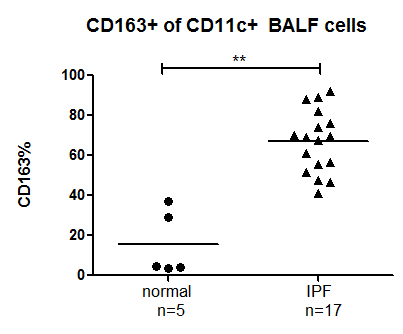 CD163+ of CD11c+ BALF cells
**
100
80
60
40
20
0
CD163%
normal
n=5
IPF
n=17